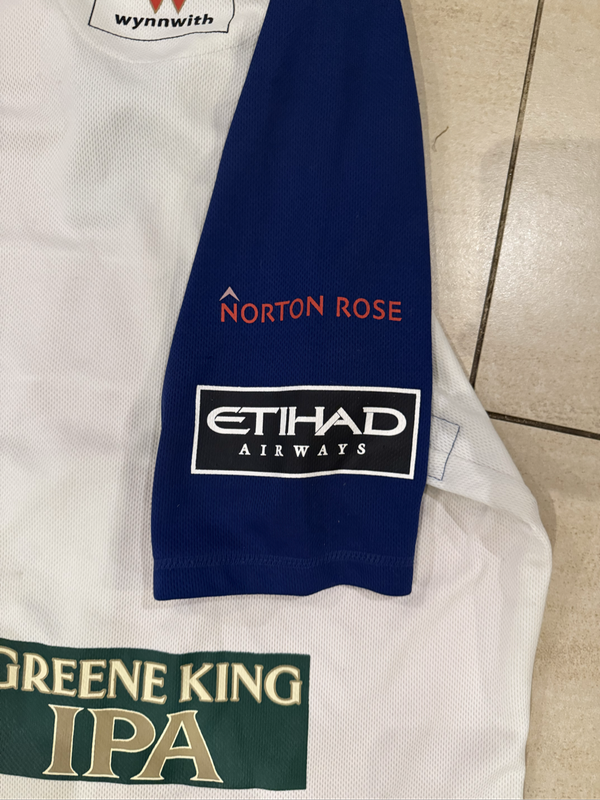 wynnwith
NORTON ROSE
ETIHAD
AIRWAYS
GREENE KING
IPA